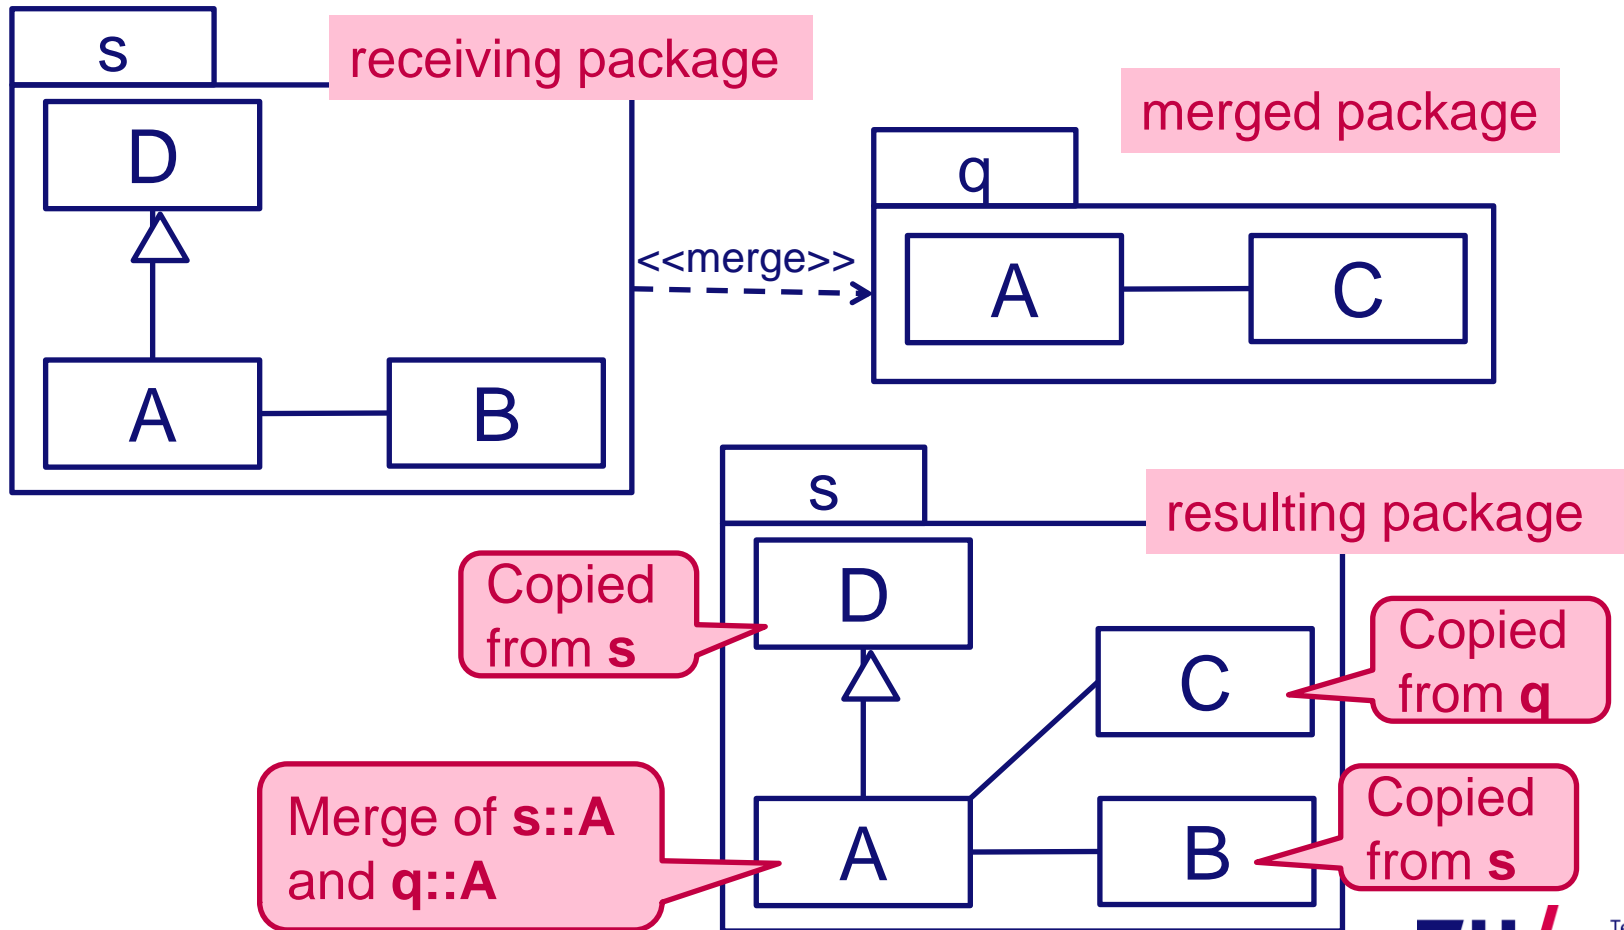 s
receiving package
D
A
B
<<merge>>
merged package
q
A
C
s
resulting package
D
Copied
from s
C
Copied
from q
Merge of s::A
and q::A
A
B
Copied
from s